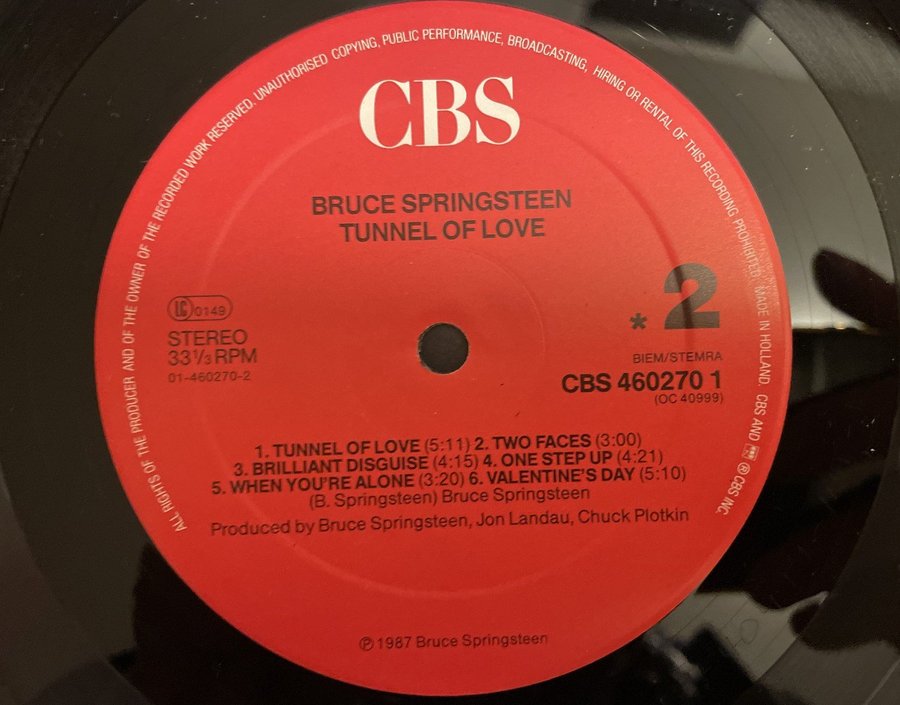 ALL RIGHTS OF THE PRODUCER AND OF THE OWNER OF THE RECORDED WORK RESERVED. UNAUTHORISED COPYING, PUBLIC PERFORMANCE, BROADCASTING, HIRING OR RENTAL OF THIS RECORDING PROHIBITED. MADE IN HOLLAND. CBS AND ℗ CBS INC.
CBS
BRUCE SPRINGSTEEN
TUNNEL OF LOVE
LC 0149
STEREO
33⅓ RPM
01-460270-2
* 2
BIEM/STEMRA
CBS 460270 1
(OC 40999)
1. TUNNEL OF LOVE (5:11) 2. TWO FACES (3:00)
3. BRILLIANT DISGUISE (4:15) 4. ONE STEP UP (4:21)
5. WHEN YOU'RE ALONE (3:20) 6. VALENTINE'S DAY (5:10)
(B. Springsteen) Bruce Springsteen
Produced by Bruce Springsteen, Jon Landau, Chuck Plotkin
℗ 1987 Bruce Springsteen